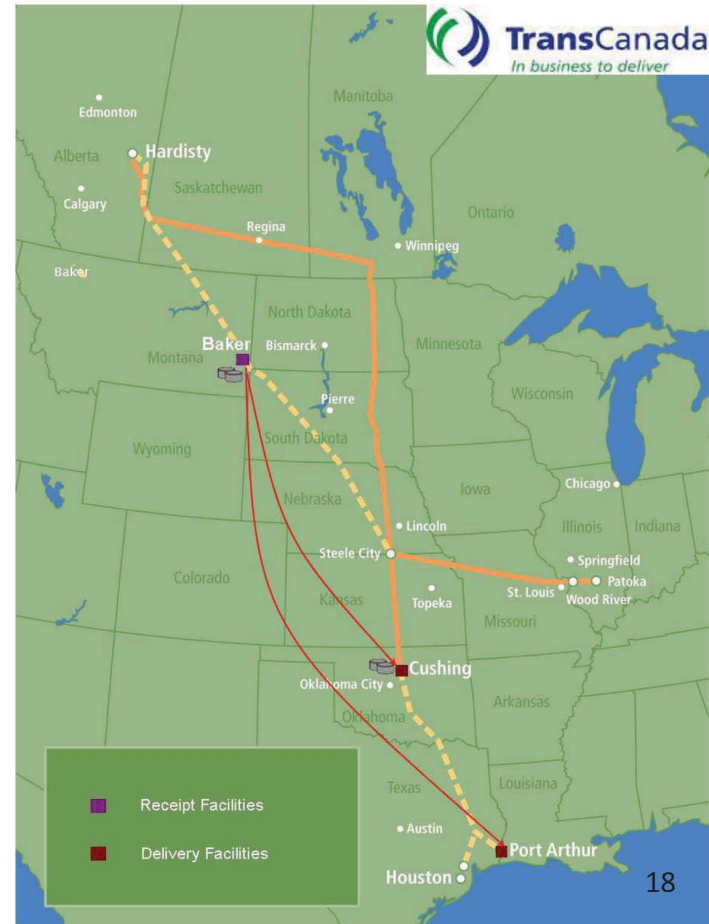 TransCanada
In business to deliver
Manitoba
Edmonton
Alberta
Hardisty
Saskatchewan
Calgary
Ontario
Regina
Winnipeg
Baker
North Dakota
Baker
Bismarck
Minnesota
Montana
Wisconsin
Pierre
South Dakota
Wyoming
Chicago
Iowa
Nebraska
Lincoln
Illinois
Indiana
Steele City
Springfield
Colorado
St. Louis
Patoka
Wood River
Kansas
Topeka
Missouri
Cushing
Oklahoma City
Arkansas
Oklahoma
Texas
Louisiana
Receipt Facilities
Austin
Delivery Facilities
Port Arthur
Houston
18